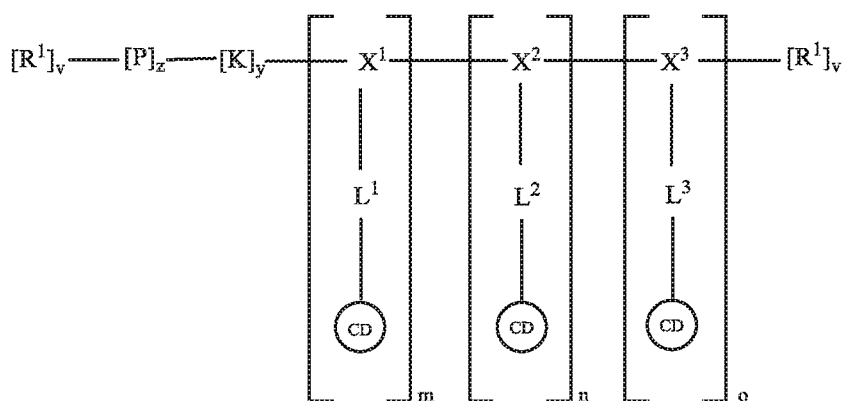 [R¹]ᵥ [P]z [K]y X¹ X² X³ [R¹]ᵥ
L¹ L² L³
CD CD CD
m n o